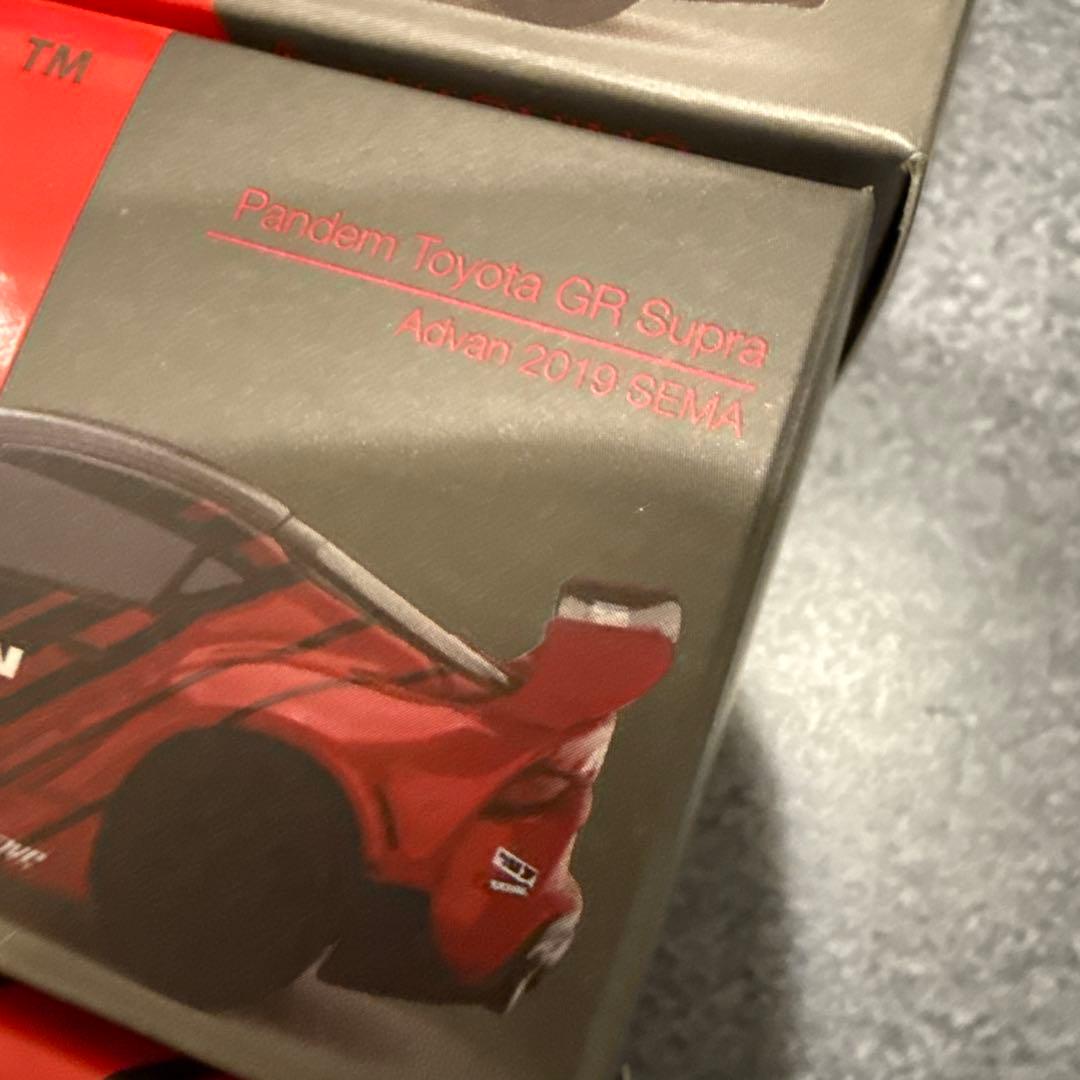 TM
Pandem Toyota GR Supra
Advan 2019 SEMA